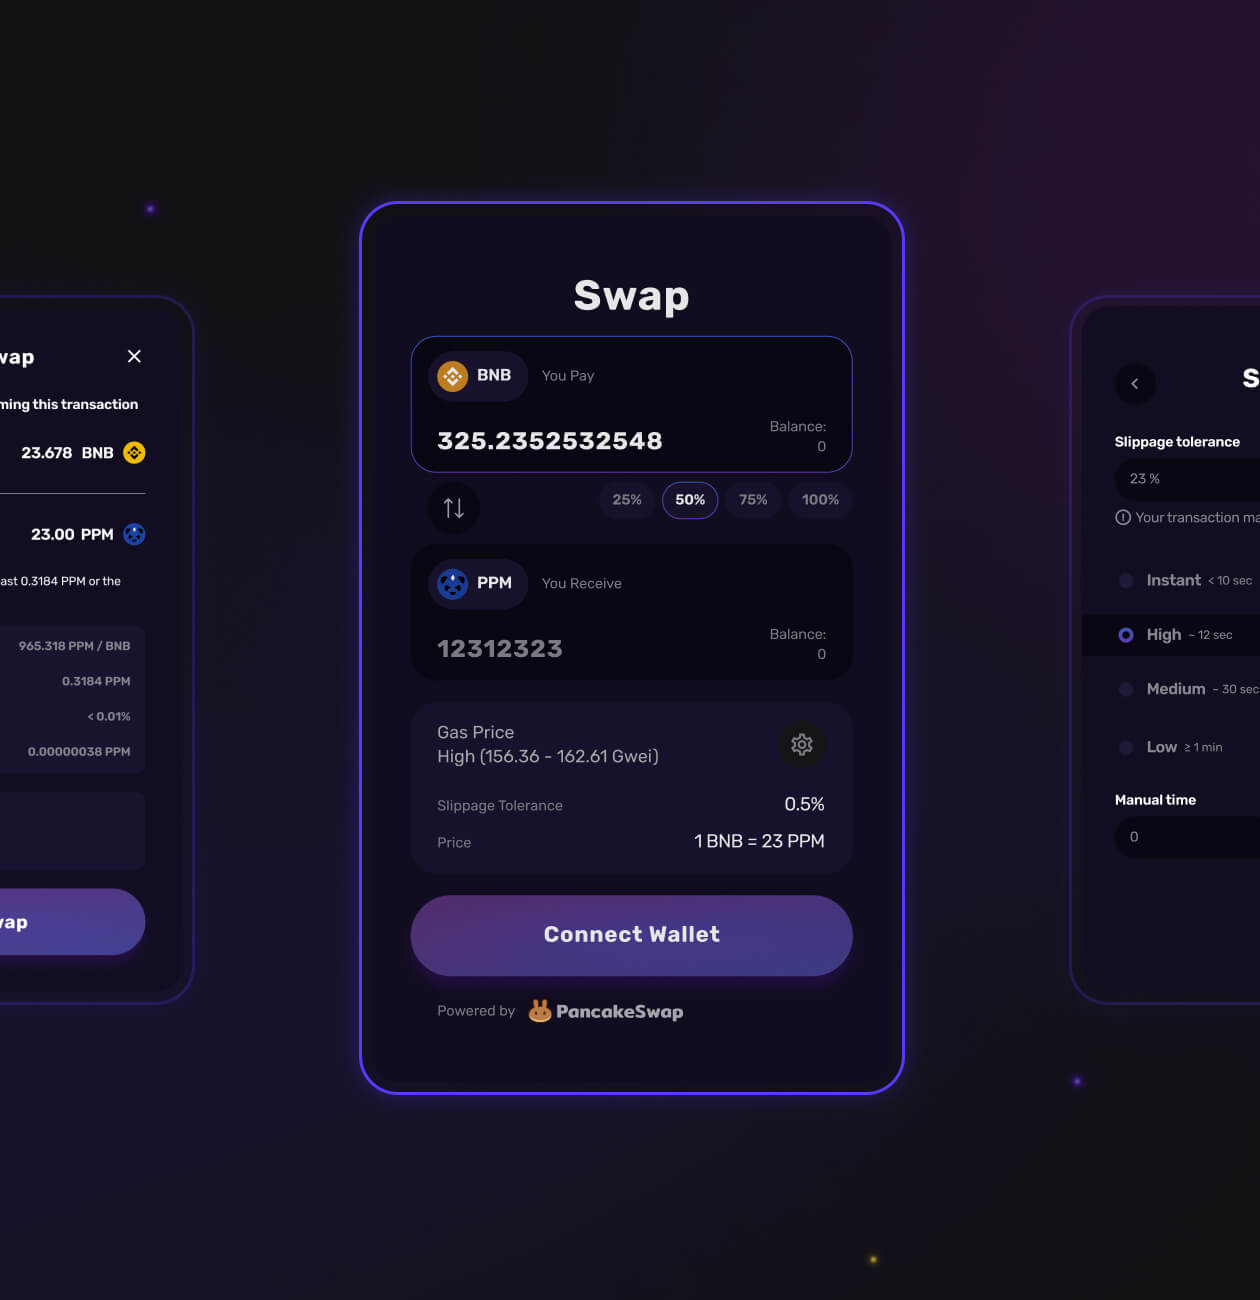 wap
ming this transaction
23.678 BNB
23.00 PPM
ast 0.3184 PPM or the
965.318 PPM / BNB
0.3184 PPM
< 0.01%
0.00000038 PPM
vap
Swap
BNB You Pay
325.2352532548
Balance:
0
25% 50% 75% 100%
PPM You Receive
12312323
Balance:
0
Gas Price
High (156.36 - 162.61 Gwei)
Slippage Tolerance 0.5%
Price 1 BNB = 23 PPM
Connect Wallet
Powered by PancakeSwap
S
Slippage tolerance
23 %
Your transaction ma
Instant < 10 sec
High ~ 12 sec
Medium ~ 30 sec
Low ≥ 1 min
Manual time
0